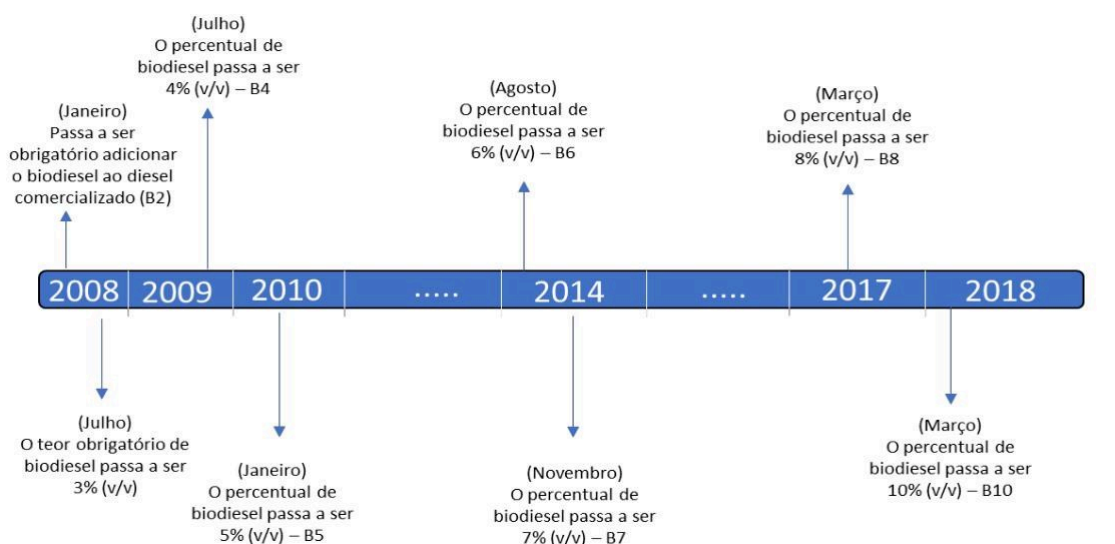 (Julho)
O percentual de
biodiesel passa a ser
4% (v/v) – B4
(Janeiro)
Passa a ser
obrigatório adicionar
o biodiesel ao diesel
comercializado (B2)
(Agosto)
O percentual de
biodiesel passa a ser
6% (v/v) – B6
(Março)
O percentual de
biodiesel passa a ser
8% (v/v) – B8
2008 2009 2010 ..... 2014 ..... 2017 2018
(Julho)
O teor obrigatório de
biodiesel passa a ser
3% (v/v)
(Janeiro)
O percentual de
biodiesel passa a ser
5% (v/v) – B5
(Novembro)
O percentual de
biodiesel passa a ser
7% (v/v) – B7
(Março)
O percentual de
biodiesel passa a ser
10% (v/v) – B10